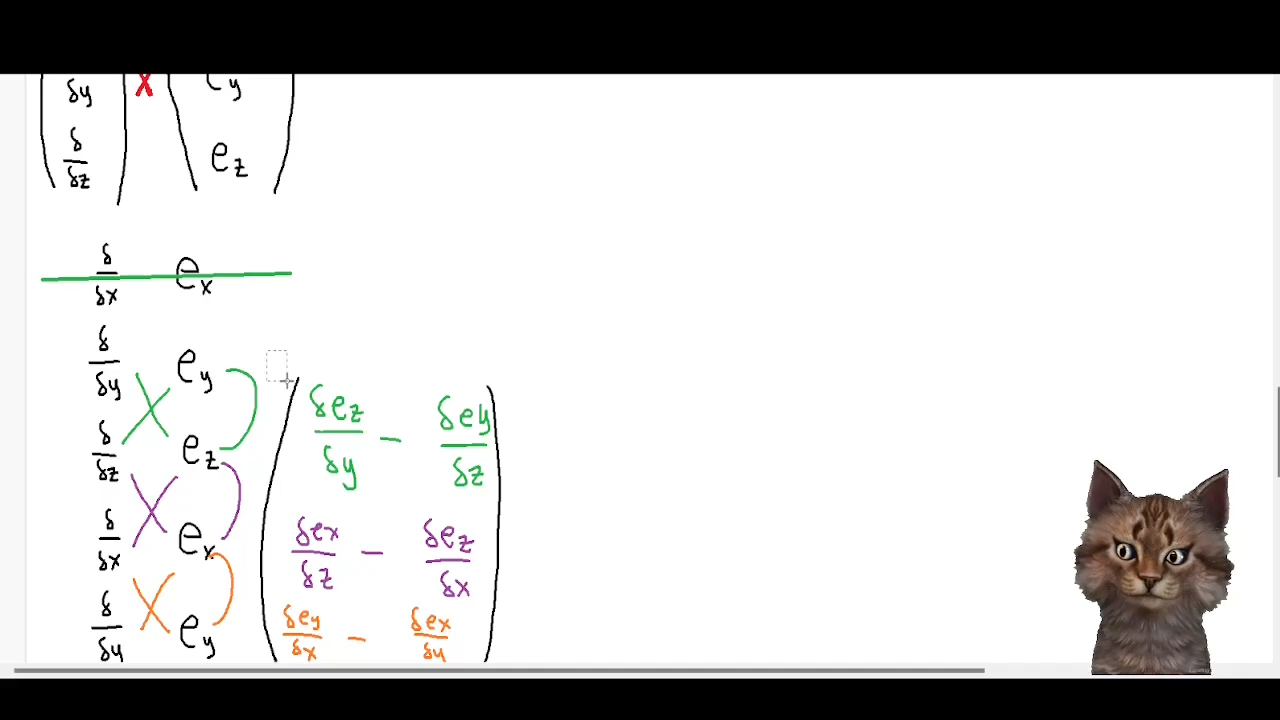 δy × e_y
δ/δz e_z
δ/δx e_x
δ/δy e_y
δ/δz e_z
δ/δx e_x
δ/δy e_y
δe_z/δy − δe_y/δz
δe_x/δz − δe_z/δx
δe_y/δx − δe_x/δy